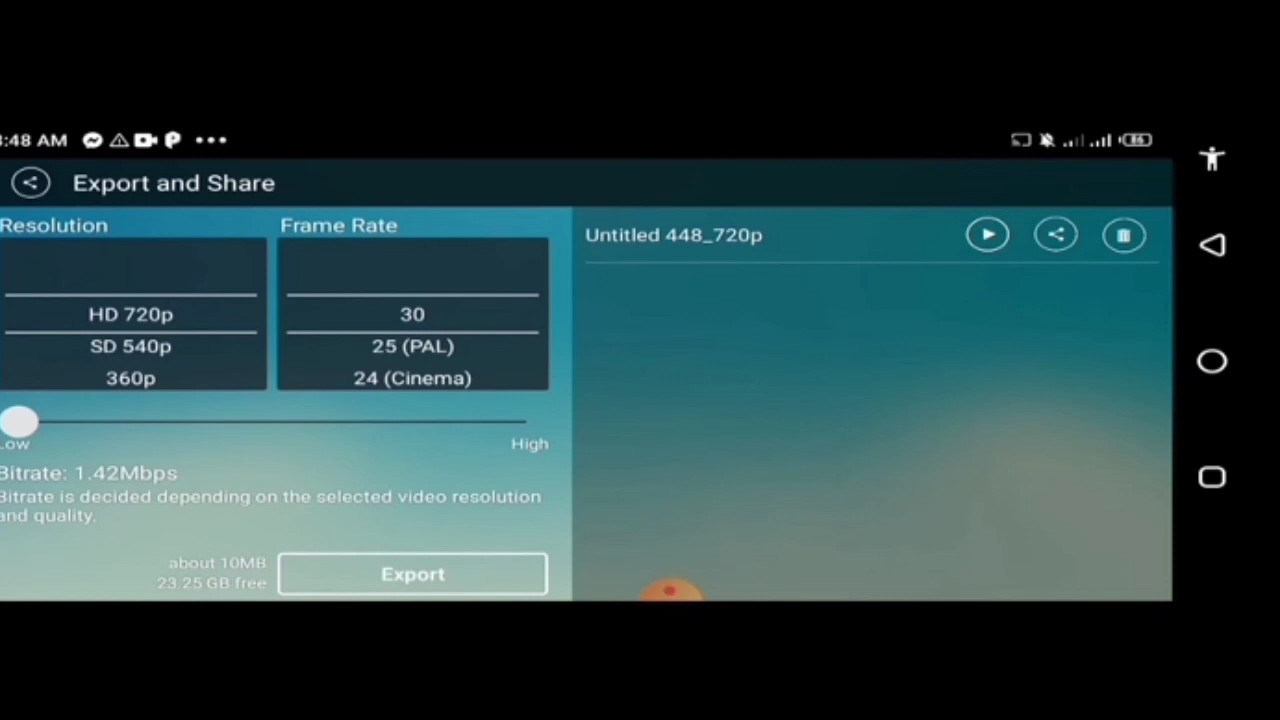 :48 AM
86
Export and Share
Resolution
Frame Rate
HD 720p
SD 540p
360p
30
25 (PAL)
24 (Cinema)
Low
High
Bitrate: 1.42Mbps
Bitrate is decided depending on the selected video resolution
and quality.
about 10MB
23.25 GB free
Export
Untitled 448_720p